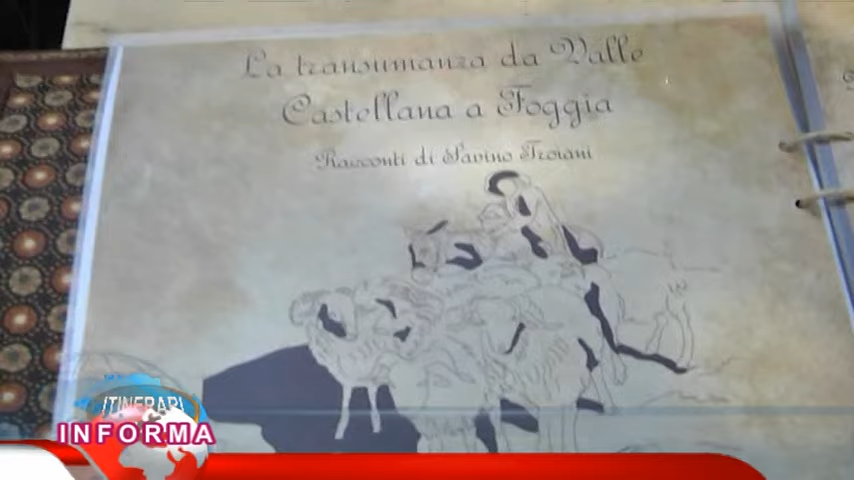 La transumanza da Valle
Castellana a Foggia
Racconti di Savino Troiani
ITINERARI
INFORMA